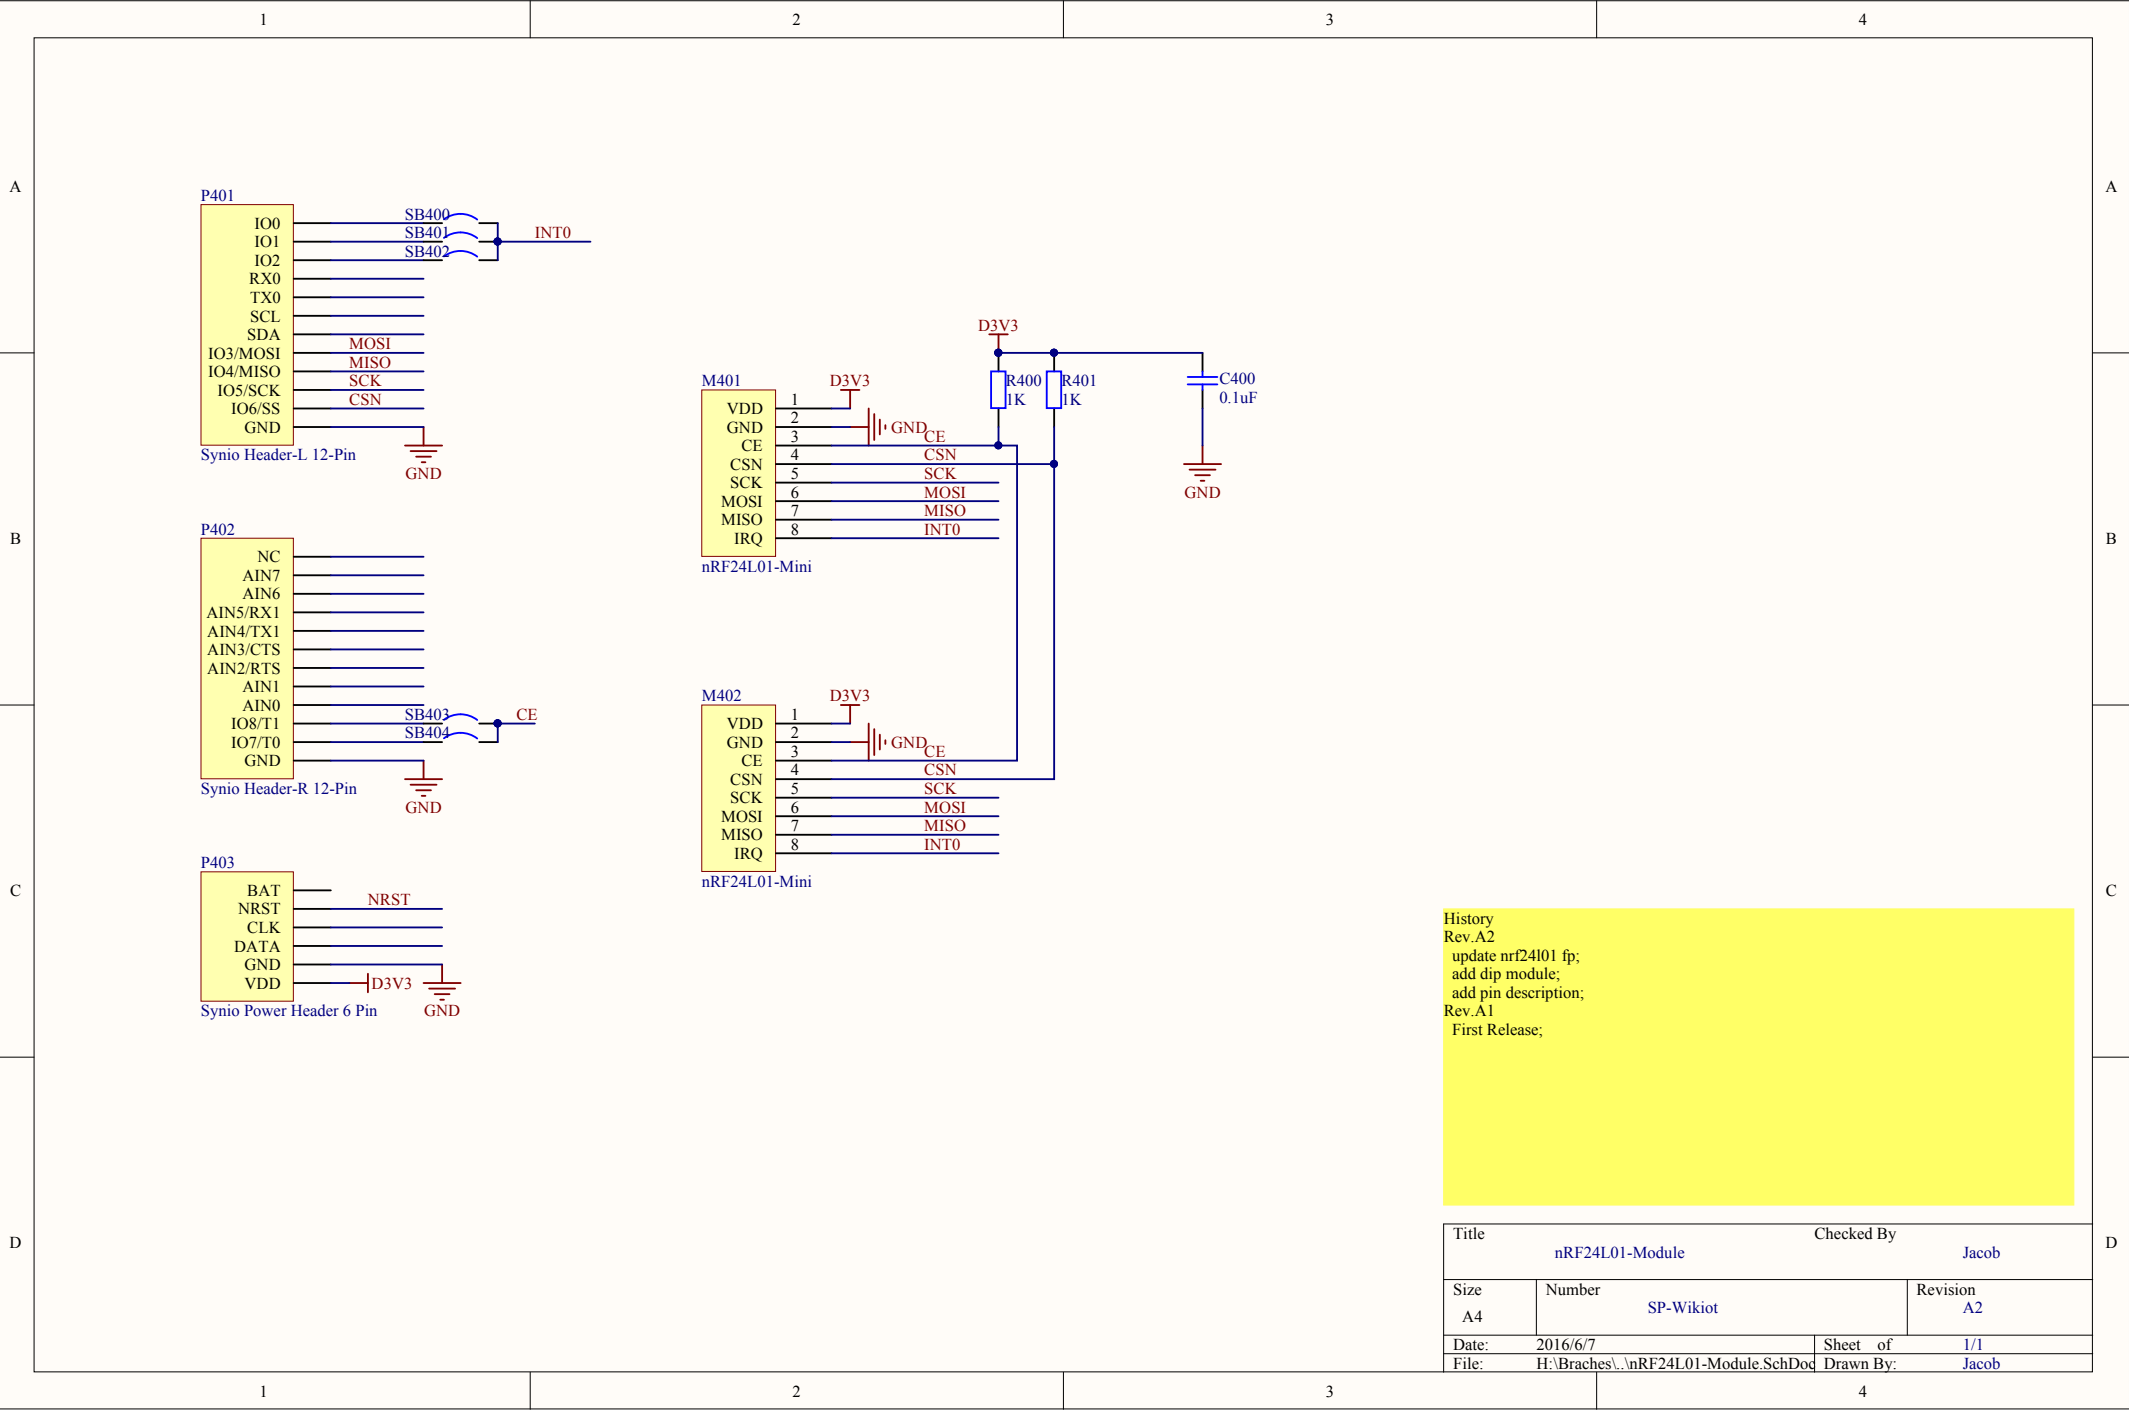 1 2 3 4
A A
B B
C C
D D
1 2 3 4
P401
IO0
IO1
IO2
RX0
TX0
SCL
SDA
IO3/MOSI
IO4/MISO
IO5/SCK
IO6/SS
GND
Synio Header-L 12-Pin
SB400
SB401
SB402
INT0
MOSI
MISO
SCK
CSN
GND
P402
NC
AIN7
AIN6
AIN5/RX1
AIN4/TX1
AIN3/CTS
AIN2/RTS
AIN1
AIN0
IO8/T1
IO7/T0
GND
Synio Header-R 12-Pin
SB403
SB404
CE
GND
P403
BAT
NRST
CLK
DATA
GND
VDD
Synio Power Header 6 Pin
NRST
D3V3
GND
M401
VDD 1
GND 2
CE 3
CSN 4
SCK 5
MOSI 6
MISO 7
IRQ 8
nRF24L01-Mini
D3V3
GND
CE
CSN
SCK
MOSI
MISO
INT0
D3V3
R400
1K
R401
1K
C400
0.1uF
GND
M402
VDD 1
GND 2
CE 3
CSN 4
SCK 5
MOSI 6
MISO 7
IRQ 8
nRF24L01-Mini
D3V3
GND
CE
CSN
SCK
MOSI
MISO
INT0
History
Rev.A2
update nrf24l01 fp;
add dip module;
add pin description;
Rev.A1
First Release;
Title Checked By
nRF24L01-Module Jacob
Size Number Revision
A4 SP-Wikiot A2
Date: 2016/6/7 Sheet of 1/1
File: H:\Braches\..\nRF24L01-Module.SchDoc Drawn By: Jacob